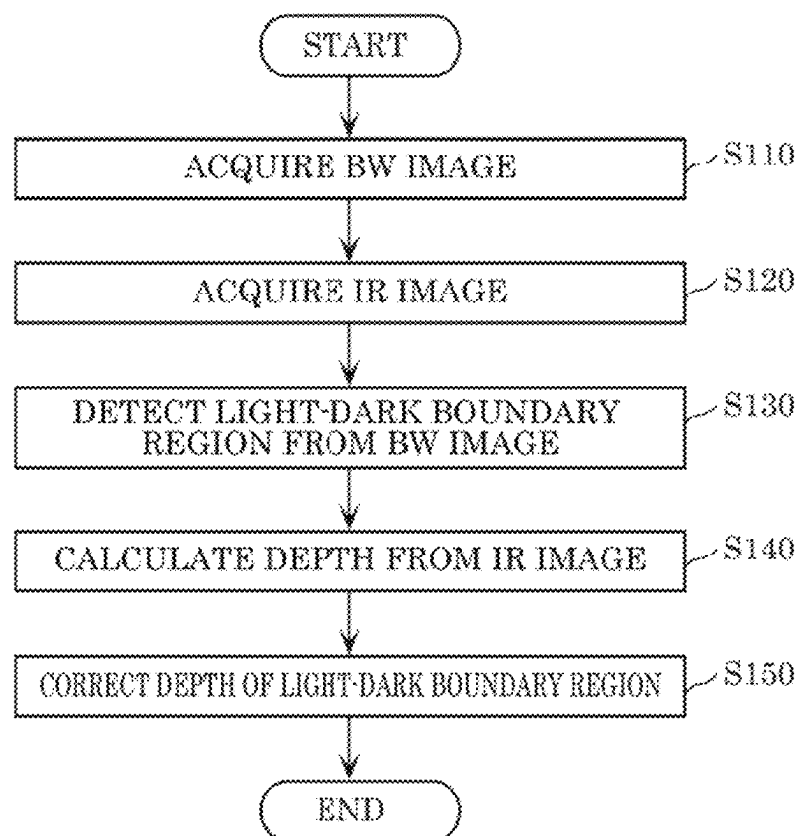 START
ACQUIRE BW IMAGE
S110
ACQUIRE IR IMAGE
S120
DETECT LIGHT-DARK BOUNDARY
REGION FROM BW IMAGE
S130
CALCULATE DEPTH FROM IR IMAGE
S140
CORRECT DEPTH OF LIGHT-DARK BOUNDARY REGION
S150
END